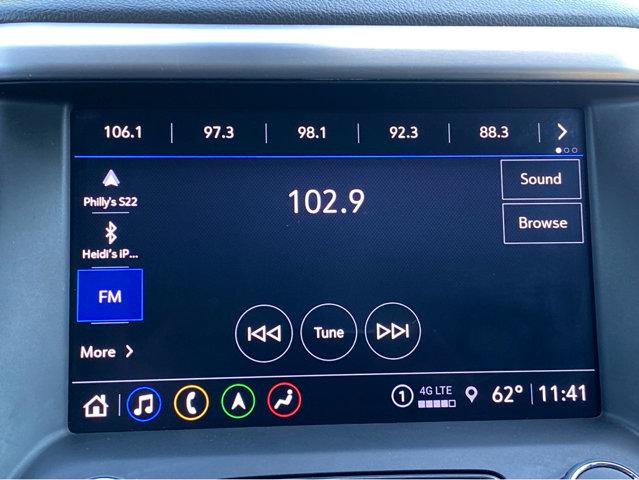 106.1 97.3 98.1 92.3 88.3
Philly's S22
Sound
102.9
Browse
Heidi's iP...
FM
Tune
More
1 4G LTE 62° 11:41